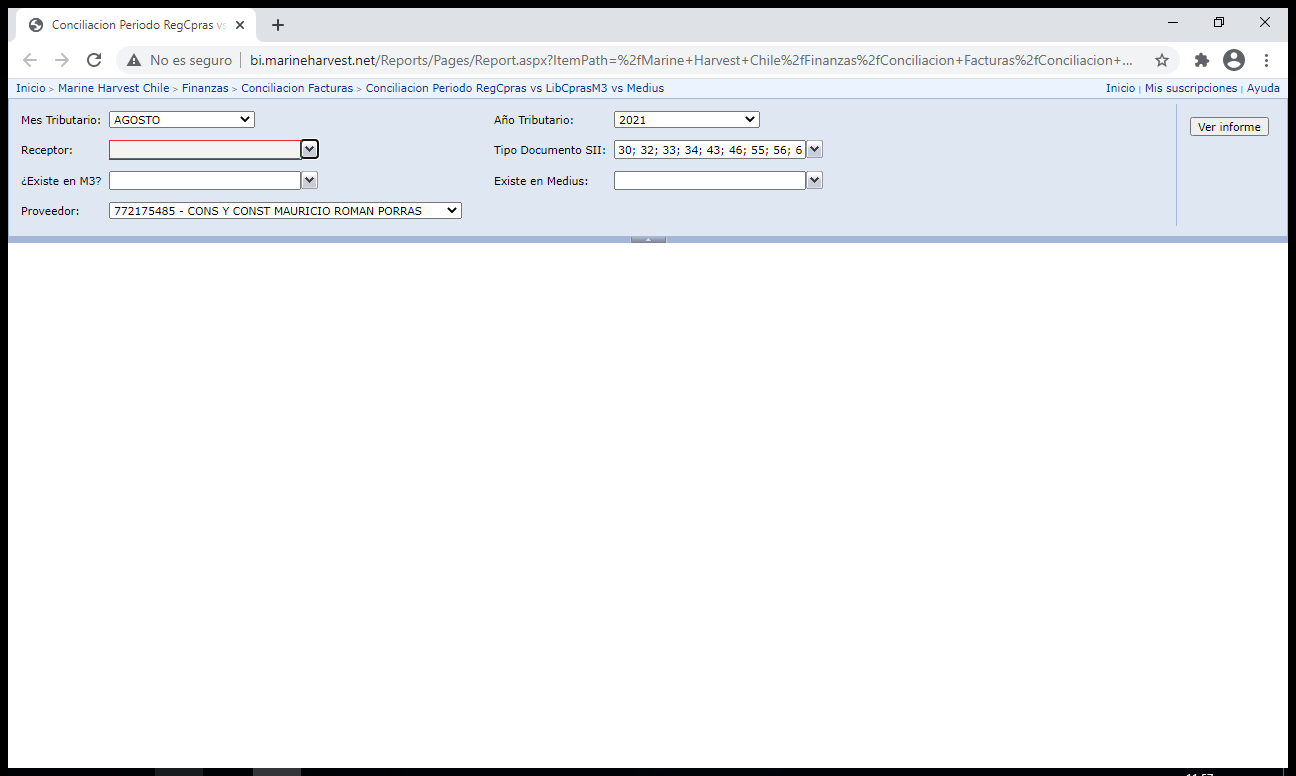 Conciliacion Periodo RegCpras vs
No es seguro bi.marineharvest.net/Reports/Pages/Report.aspx?ItemPath=%2fMarine+Harvest+Chile%2fFinanzas%2fConciliacion+Facturas%2fConciliacion+...
Inicio > Marine Harvest Chile > Finanzas > Conciliacion Facturas > Conciliacion Periodo RegCpras vs LibCprasM3 vs Medius Inicio | Mis suscripciones | Ayuda
Mes Tributario: AGOSTO Año Tributario: 2021
Ver informe
Receptor: Tipo Documento SII: 30; 32; 33; 34; 43; 46; 55; 56; 6
¿Existe en M3? Existe en Medius:
Proveedor: 772175485 - CONS Y CONST MAURICIO ROMAN PORRAS